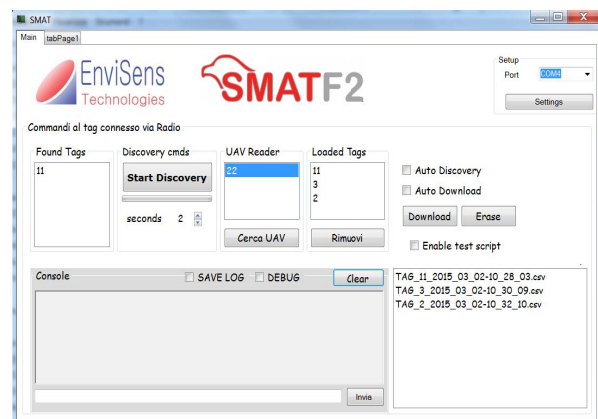 SMAT
Main tabPage1
EnviSens
Technologies
SMATF2
Setup
Port COM4
Settings
Commandi al tag connesso via Radio
Found Tags
11
Discovery cmds
Start Discovery
seconds 2
UAV Reader
22
Cerca UAV
Loaded Tags
11
3
2
Rimuovi
Auto Discovery
Auto Download
Download Erase
Enable test script
Console SAVE LOG DEBUG Clear
Invia
TAG_11_2015_03_02-10_28_03.csv
TAG_3_2015_03_02-10_30_09.csv
TAG_2_2015_03_02-10_32_10.csv